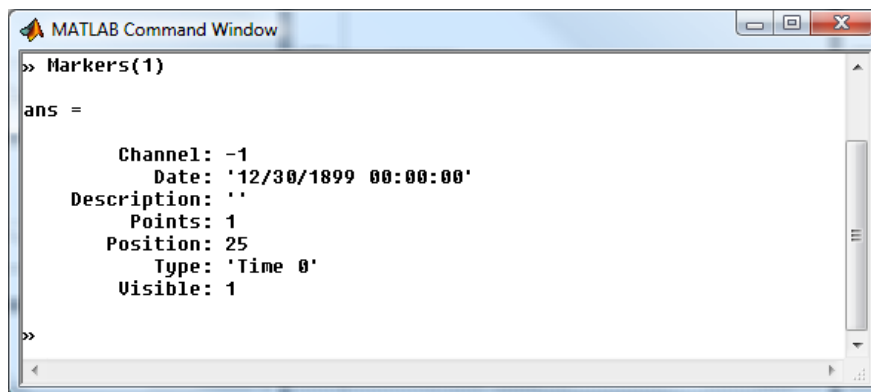 MATLAB Command Window
» Markers(1)
ans =
Channel: -1
Date: '12/30/1899 00:00:00'
Description: ''
Points: 1
Position: 25
Type: 'Time 0'
Visible: 1
»